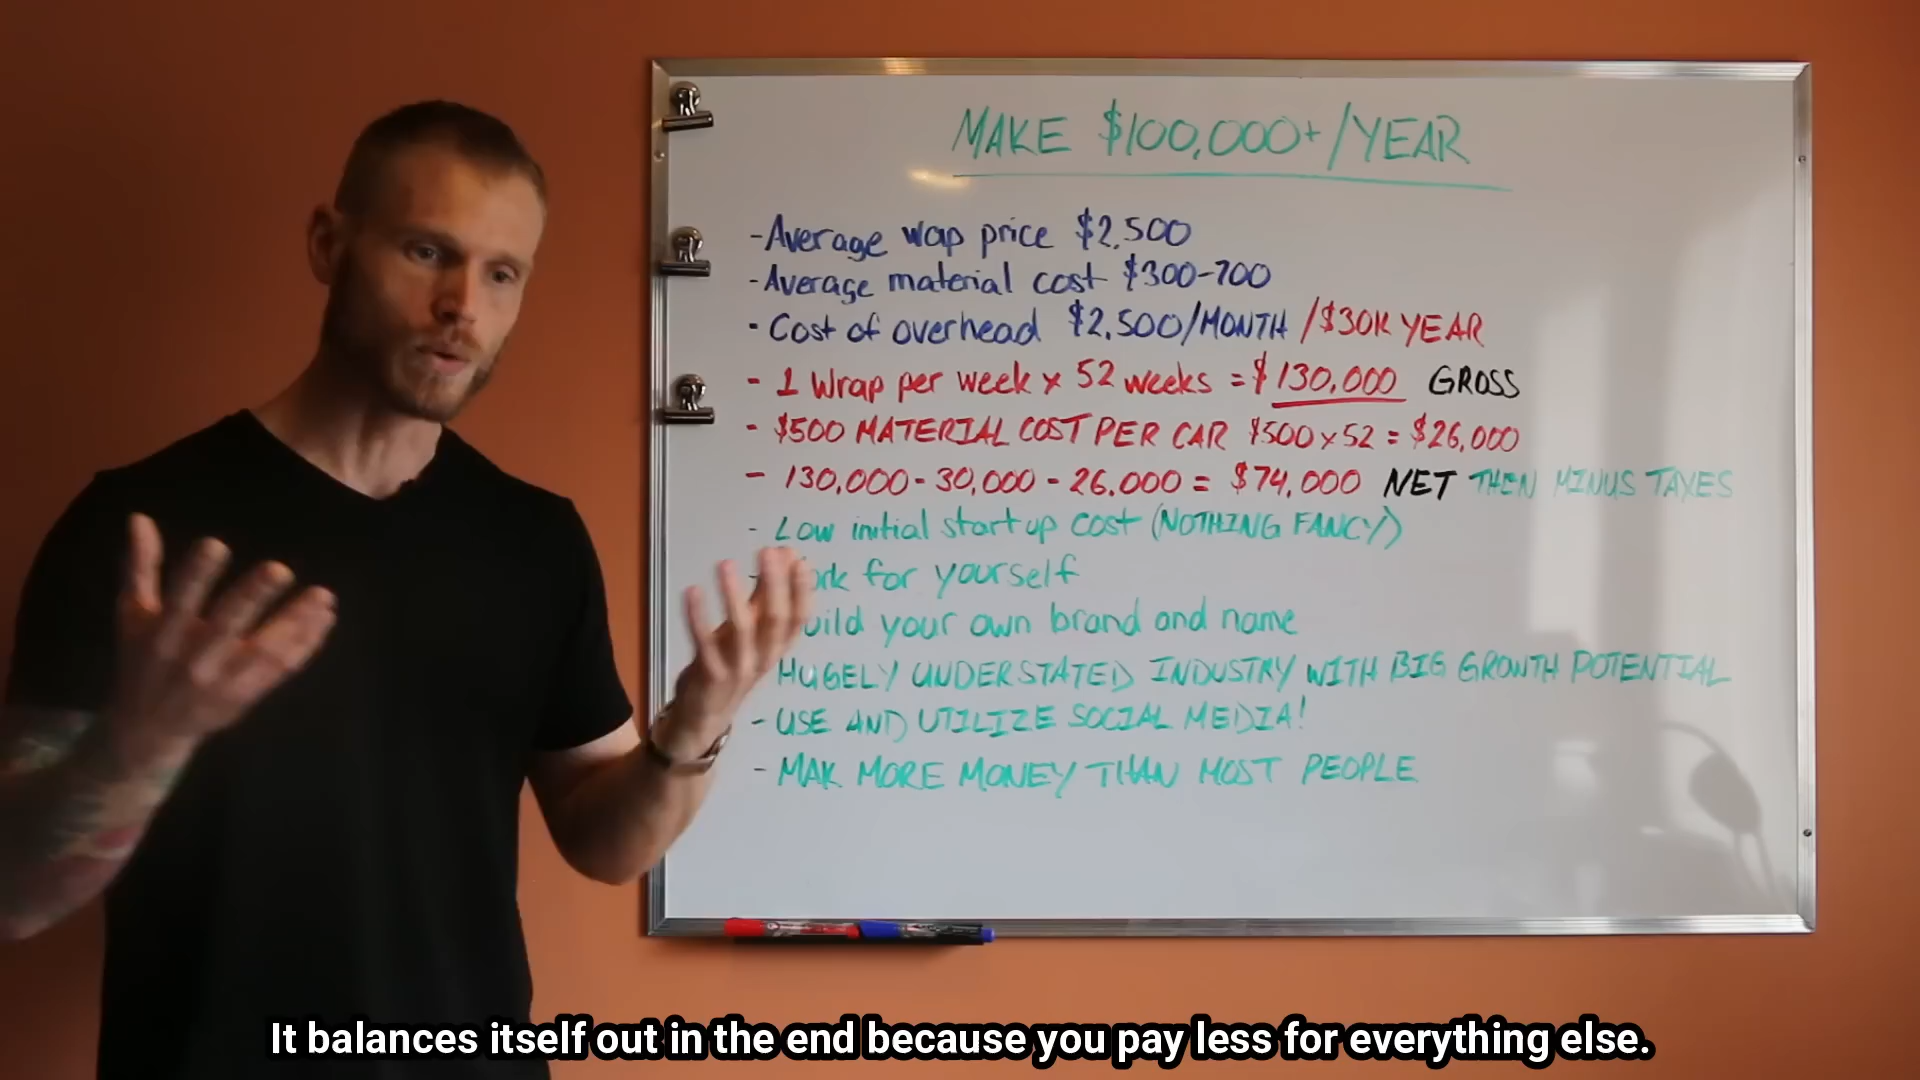 MAKE $100,000+/YEAR
-Average wap price $2,500
-Average material cost $300-700
- Cost of overhead $2,500/MONTH /$30K YEAR
- 1 Wrap per week x 52 weeks = $130,000 GROSS
- $500 MATERIAL COST PER CAR $500x52 = $26,000
- 130,000 - 30,000 - 26,000 = $74,000 NET THEN MINUS TAXES
- Low initial start up cost (NOTHING FANCY)
- ork for yourself
uild your own brand and name
HUGELY UNDERSTATED INDUSTRY WITH BIG GROWTH POTENTIAL
- USE AND UTILIZE SOCIAL MEDIA!
- MAK MORE MONEY THAN MOST PEOPLE
It balances itself out in the end because you pay less for everything else.